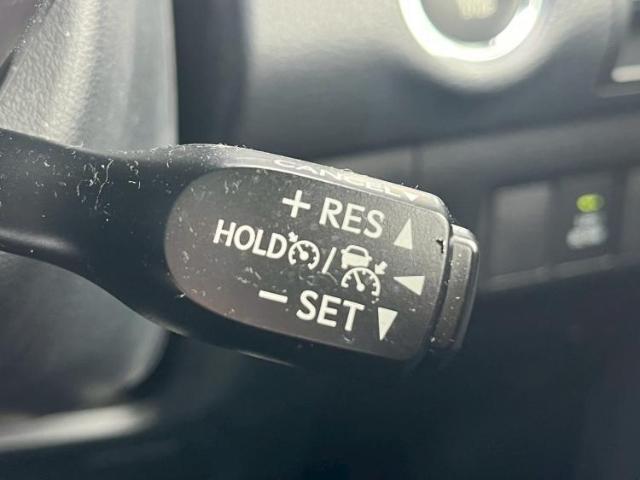 CANCEL
+ RES
HOLD /
- SET